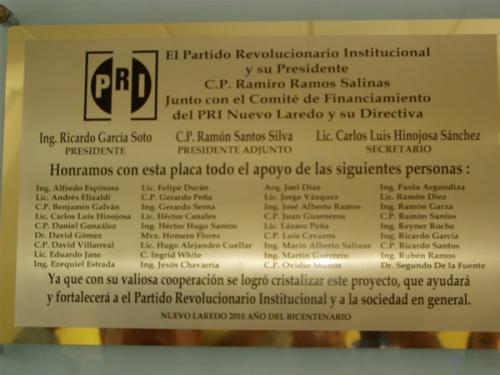 PRI
El Partido Revolucionario Institucional
y su Presidente
C.P. Ramiro Ramos Salinas
Junto con el Comité de Financiamiento
del PRI Nuevo Laredo y su Directiva
Ing. Ricardo García Soto C.P. Ramón Santos Silva Lic. Carlos Luis Hinojosa Sánchez
PRESIDENTE PRESIDENTE ADJUNTO SECRETARIO
Honramos con esta placa todo el apoyo de las siguientes personas :
Ing. Alfredo Espinosa Lic. Felipe Durán Arq. Joel Díaz Ing. Paolo Argondiza
Lic. Andrés Elizaldi C.P. Gerardo Peña Lic. Jorge Vázquez Lic. Ramón Díez
C.P. Benjamín Galván Ing. Gerardo Serna Ing. José Alberto Ramos Ing. Ramón Garza
Lic. Carlos Luis Hinojosa Lic. Héctor Canales C.P. Juan Guarneros C.P. Ramón Santos
C.P. Daniel González Ing. Héctor Hugo Santos Lic. Lázaro Peña Ing. Reyner Roche
Dr. David Gómez Mvz. Homero Flores C.P. Luis Cavazos Ing. Ricardo García
C.P. David Villarreal Lic. Hugo Alejandro Cuellar Ing. Mario Alberto Salinas C.P. Ricardo Santos
Lic. Eduardo Jane C. Ingrid White Ing. Martín Guerrero Ing. Rubén Ramos
Ing. Ezequiel Estrada Ing. Jesús Chavarría C.P. Ovidio Muñoz Dr. Segundo De la Fuente
Ya que con su valiosa cooperación se logró cristalizar este proyecto, que ayudará
y fortalecerá a el Partido Revolucionario Institucional y a la sociedad en general.
NUEVO LAREDO 2010 AÑO DEL BICENTENARIO